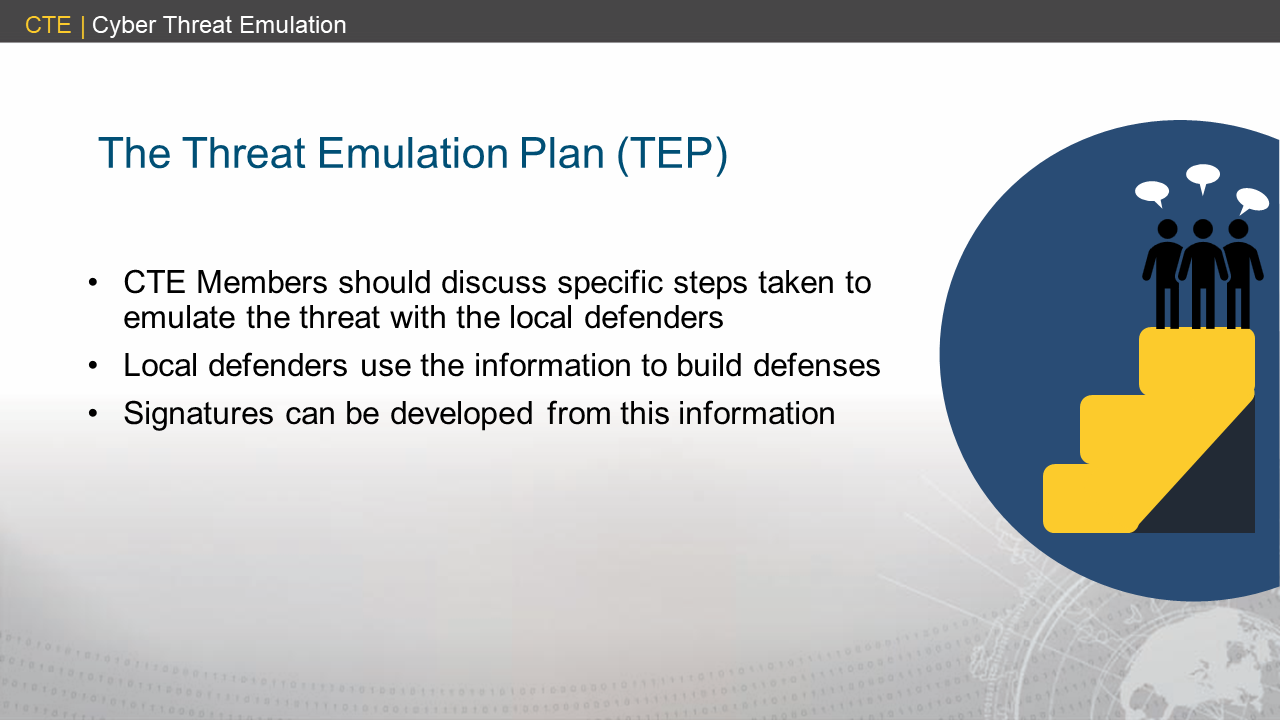 CTE | Cyber Threat Emulation
The Threat Emulation Plan (TEP)
• CTE Members should discuss specific steps taken to
emulate the threat with the local defenders
• Local defenders use the information to build defenses
• Signatures can be developed from this information